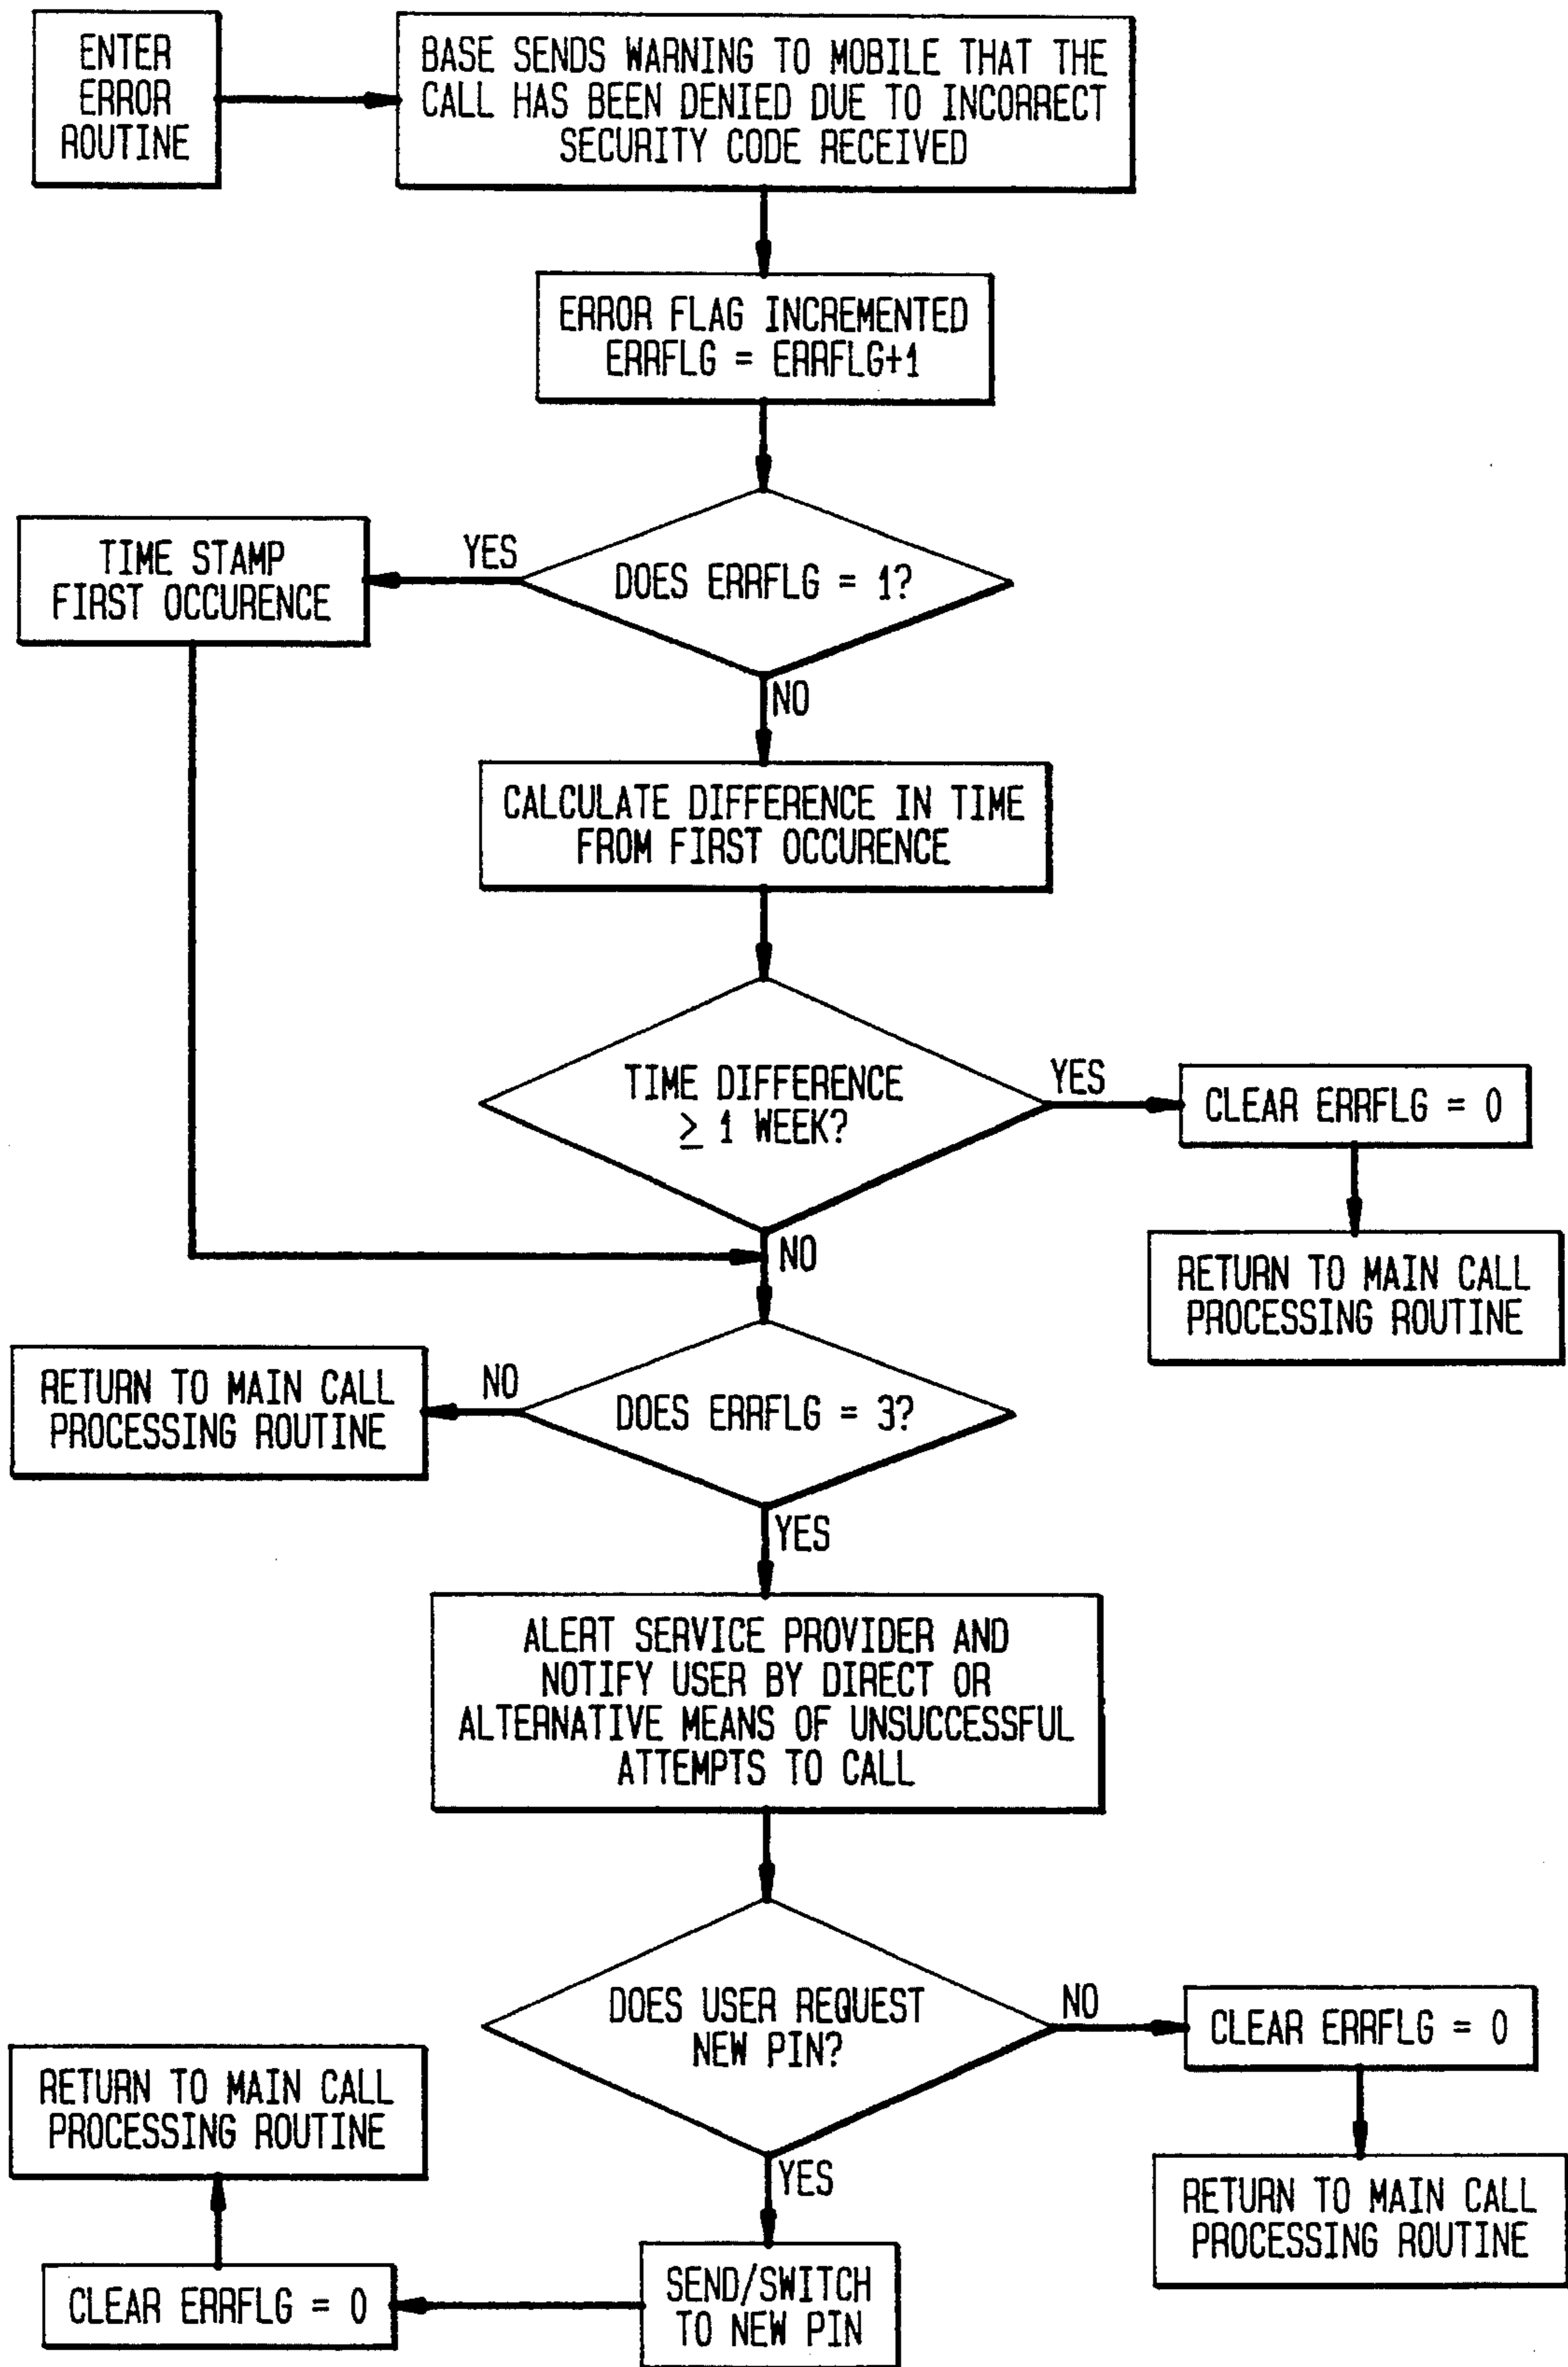 ENTER
ERROR
ROUTINE
BASE SENDS WARNING TO MOBILE THAT THE
CALL HAS BEEN DENIED DUE TO INCORRECT
SECURITY CODE RECEIVED
ERROR FLAG INCREMENTED
ERRFLG = ERRFLG+1
DOES ERRFLG = 1?
YES
TIME STAMP
FIRST OCCURENCE
NO
CALCULATE DIFFERENCE IN TIME
FROM FIRST OCCURENCE
TIME DIFFERENCE
≥ 1 WEEK?
YES
CLEAR ERRFLG = 0
RETURN TO MAIN CALL
PROCESSING ROUTINE
NO
DOES ERRFLG = 3?
NO
RETURN TO MAIN CALL
PROCESSING ROUTINE
YES
ALERT SERVICE PROVIDER AND
NOTIFY USER BY DIRECT OR
ALTERNATIVE MEANS OF UNSUCCESSFUL
ATTEMPTS TO CALL
DOES USER REQUEST
NEW PIN?
NO
CLEAR ERRFLG = 0
RETURN TO MAIN CALL
PROCESSING ROUTINE
YES
SEND/SWITCH
TO NEW PIN
CLEAR ERRFLG = 0
RETURN TO MAIN CALL
PROCESSING ROUTINE